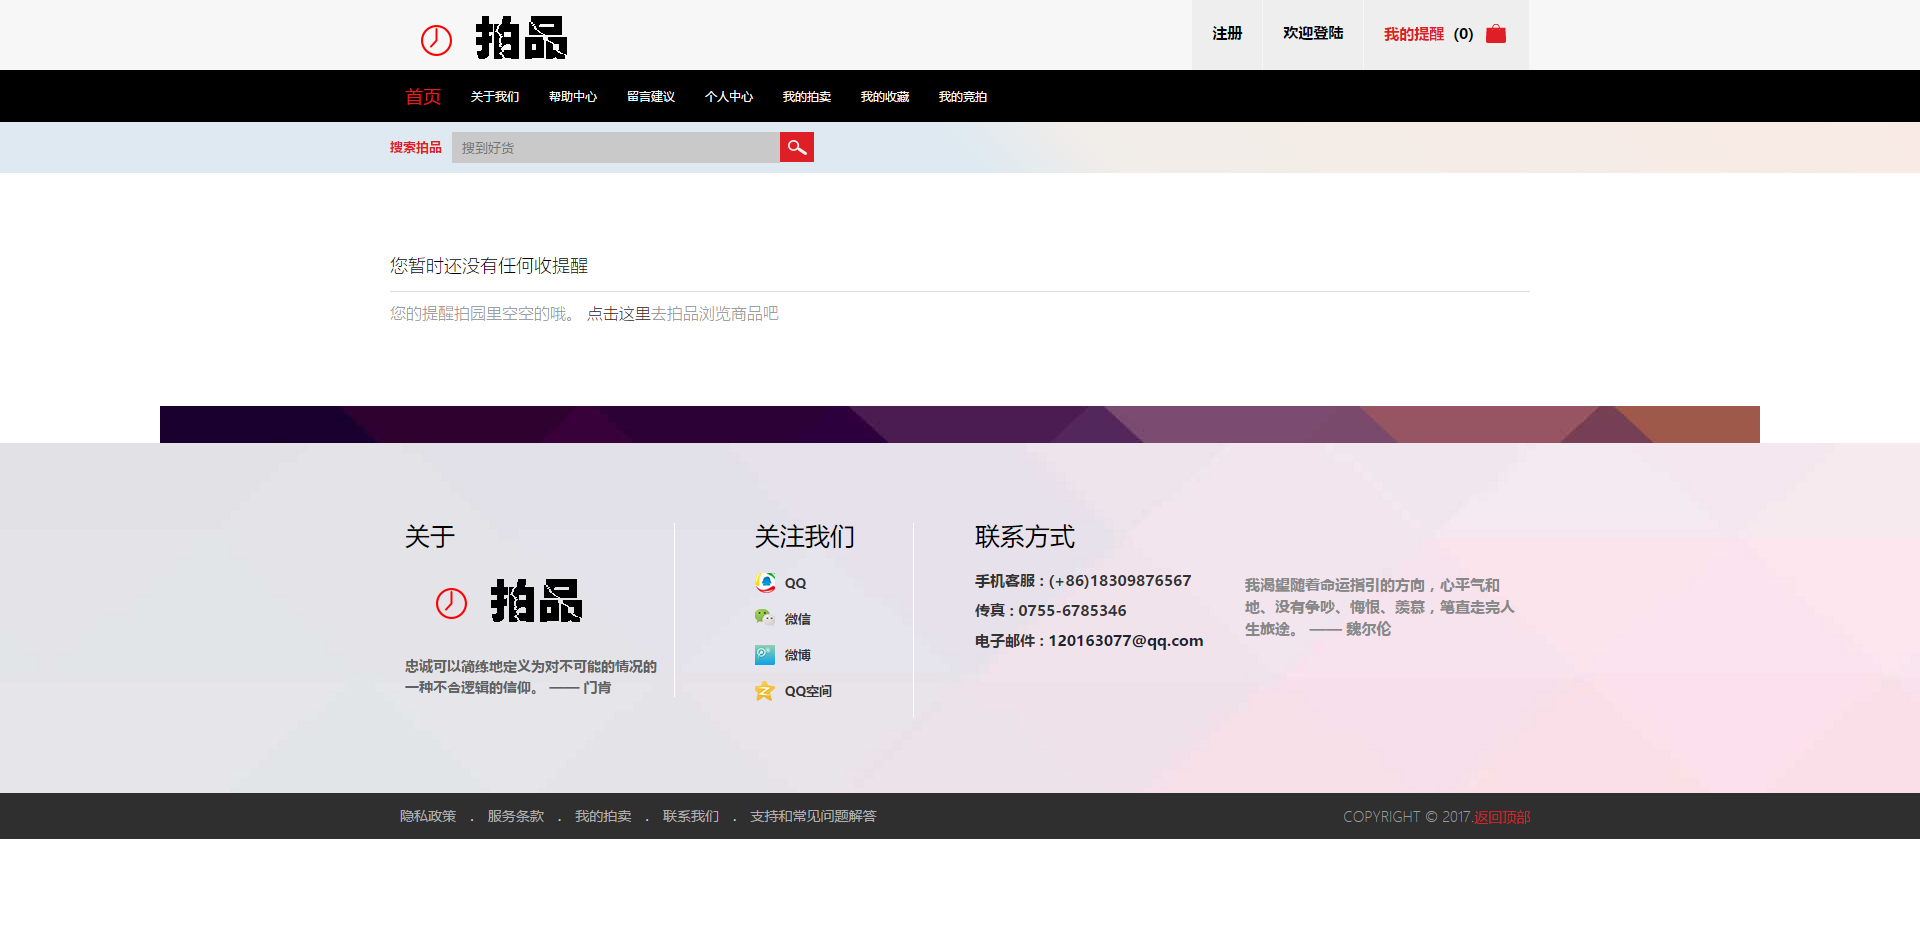 拍品
注册 欢迎登陆 我的提醒 (0)
首页 关于我们 帮助中心 留言建议 个人中心 我的拍卖 我的收藏 我的竞拍
搜索拍品 搜到好货
您暂时还没有任何收提醒
您的提醒拍园里空空的哦。 点击这里去拍品浏览商品吧
关于
拍品
忠诚可以简练地定义为对不可能的情况的
一种不合逻辑的信仰。 —— 门肯
关注我们
QQ
微信
微博
QQ空间
联系方式
手机客服 : (+86)18309876567
传真 : 0755-6785346
电子邮件 : 120163077@qq.com
我渴望随着命运指引的方向，心平气和
地、没有争吵、悔恨、羡慕，笔直走完人
生旅途。 —— 魏尔伦
隐私政策 . 服务条款 . 我的拍卖 . 联系我们 . 支持和常见问题解答
COPYRIGHT © 2017.返回顶部